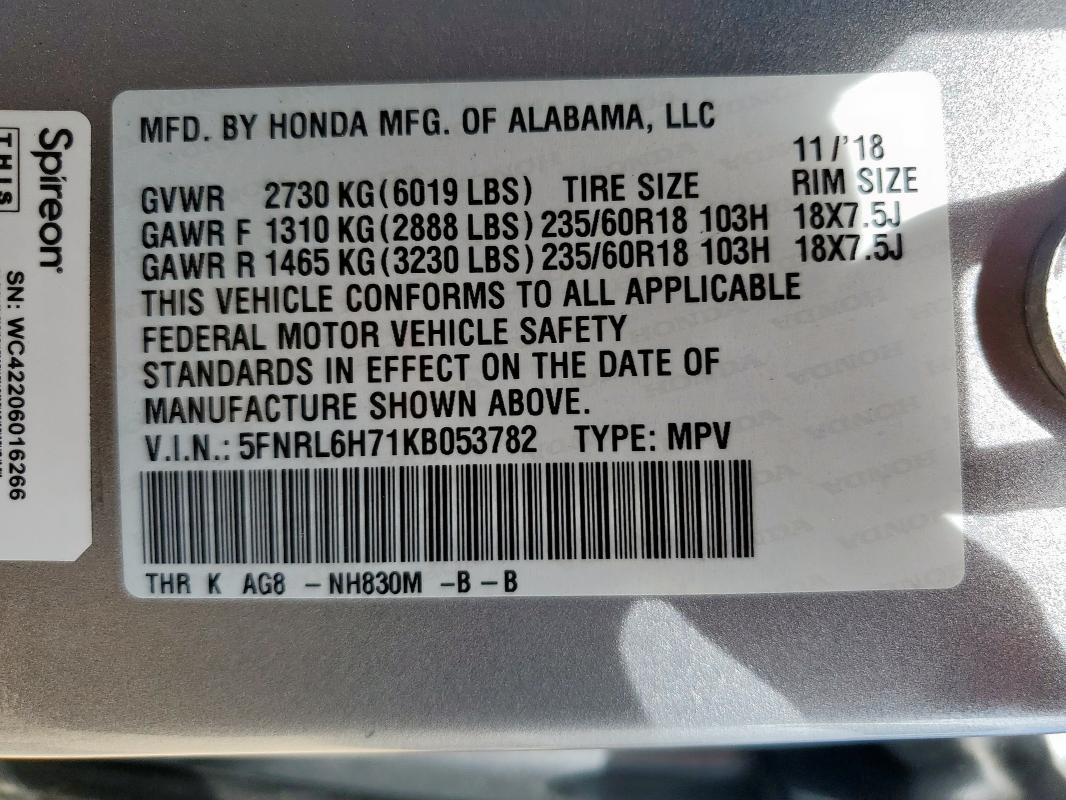 MFD. BY HONDA MFG. OF ALABAMA, LLC
11/'18
GVWR 2730 KG(6019 LBS) TIRE SIZE RIM SIZE
GAWR F 1310 KG(2888 LBS)235/60R18 103H 18X7.5J
GAWR R 1465 KG(3230 LBS)235/60R18 103H 18X7.5J
THIS VEHICLE CONFORMS TO ALL APPLICABLE
FEDERAL MOTOR VEHICLE SAFETY
STANDARDS IN EFFECT ON THE DATE OF
MANUFACTURE SHOWN ABOVE.
V.I.N.: 5FNRL6H71KB053782 TYPE: MPV
THR K AG8 -NH830M -B-B
Spireon
THIS
SN: WC42206016266
HONDA